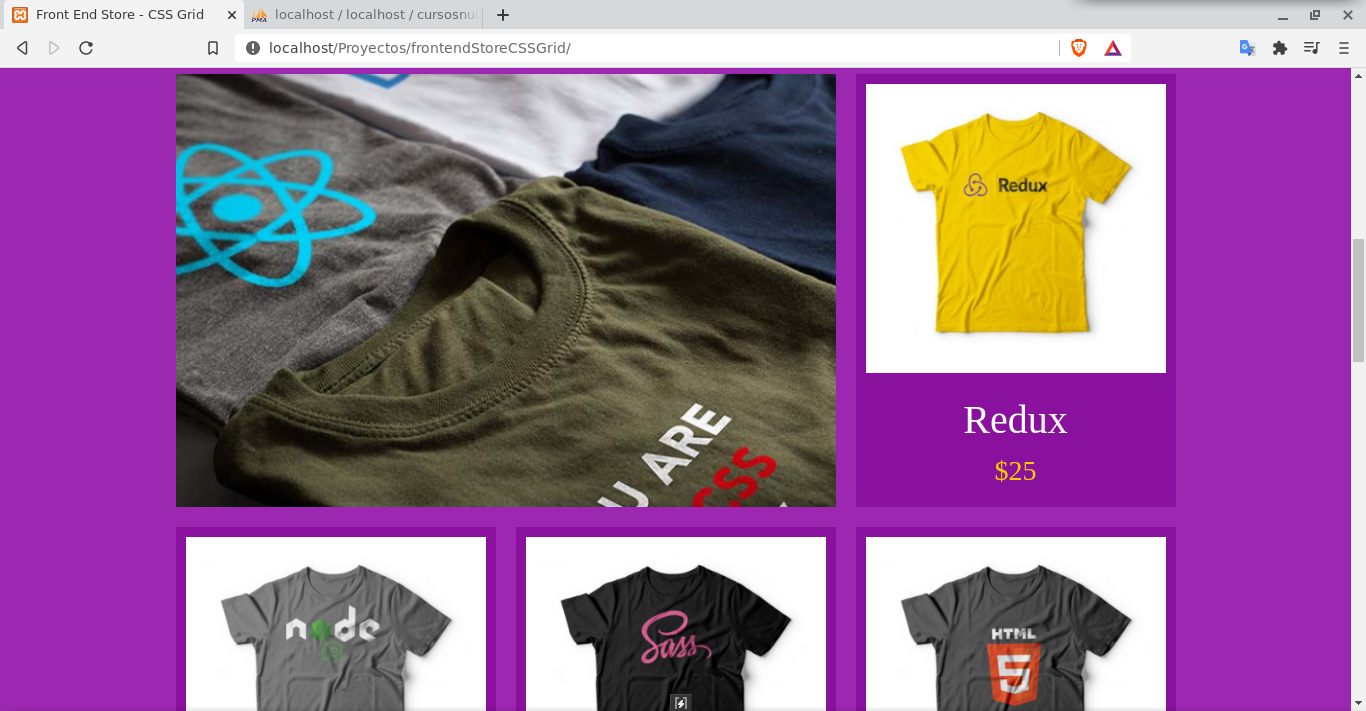 Front End Store - CSS Grid
localhost / localhost / cursosnu
localhost/Proyectos/frontendStoreCSSGrid/
Redux
U ARE
CSS
Redux
$25
node
Sass
HTML
5